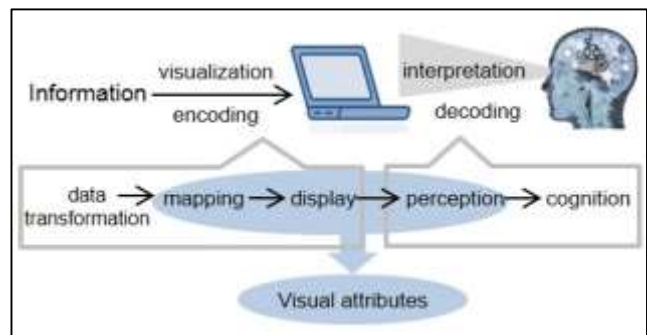 visualization
interpretation
Information
encoding
decoding
data
transformation
mapping
display
perception
cognition
Visual attributes